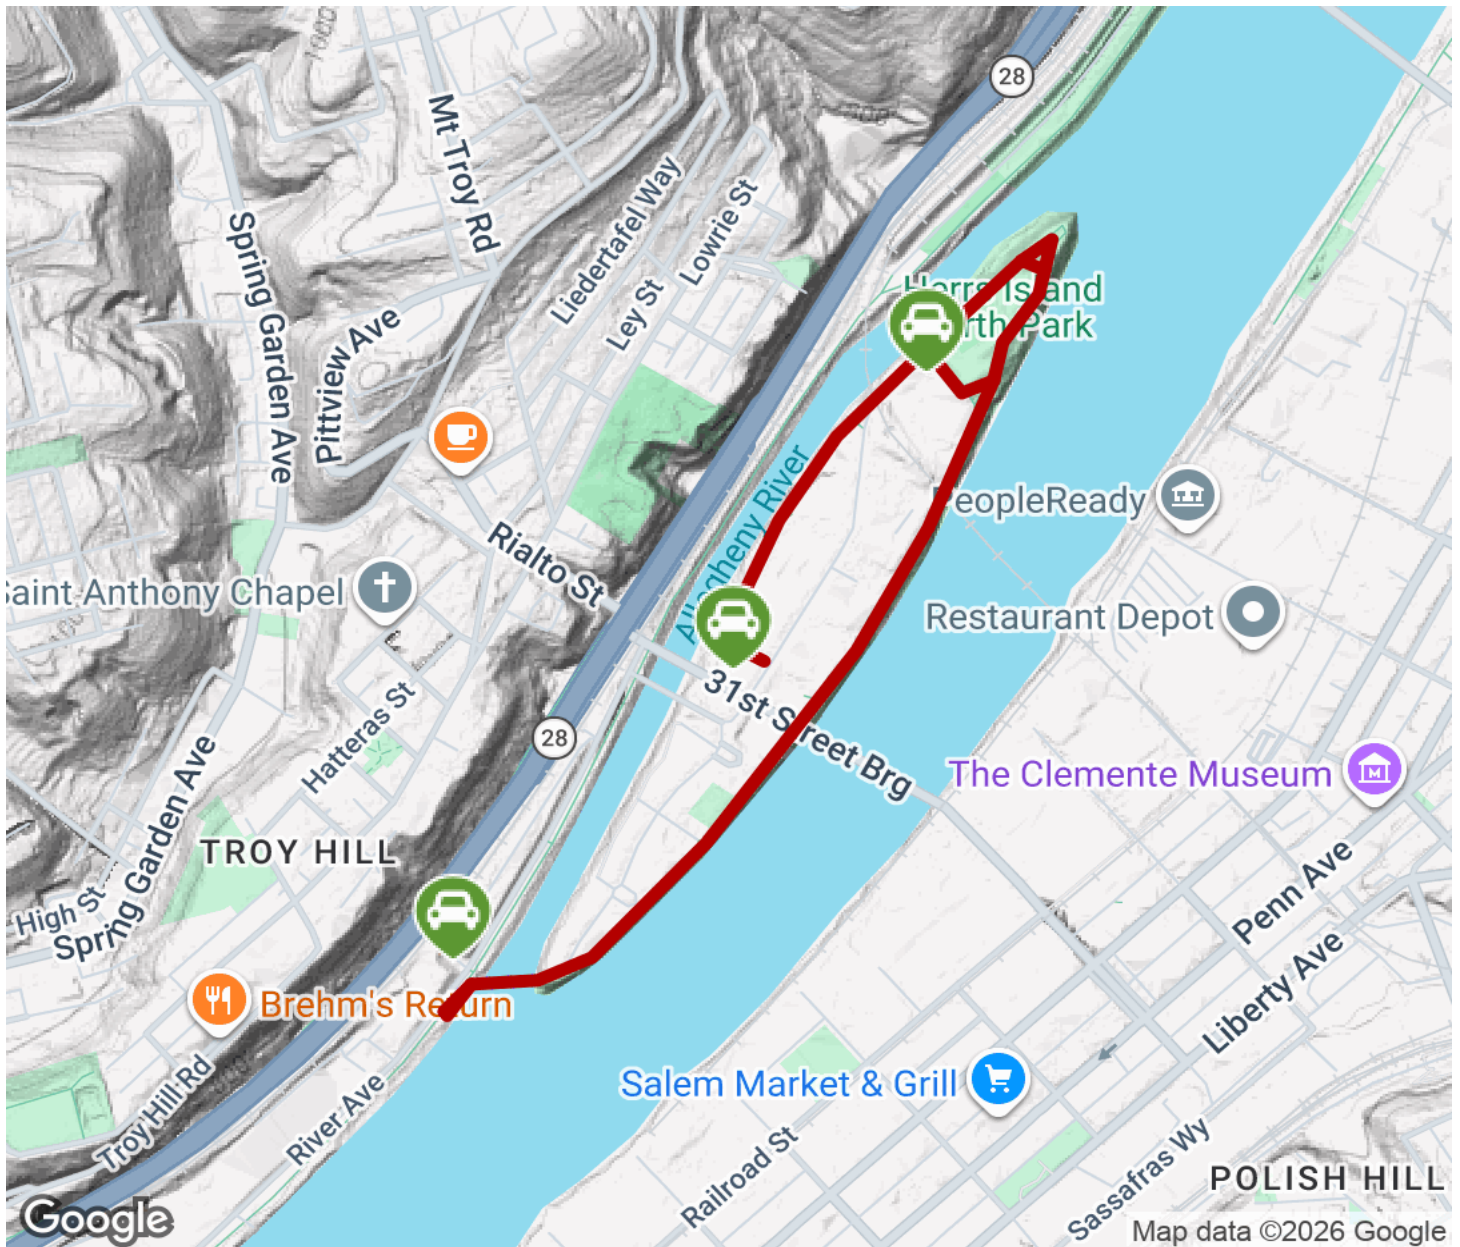 28
Mt Troy Rd
Liedertafel Way
Lowrie St
Ley St
Spring Garden Ave
Pittview Ave
Herrs Island
rth Park
Allegheny River
PeopleReady
Rialto St
Saint Anthony Chapel
Restaurant Depot
31st Street Brg
Hatteras St
28
The Clemente Museum
Spring Garden Ave
TROY HILL
High St
Penn Ave
Liberty Ave
Brehm's Return
Troy Hill Rd
River Ave
Salem Market & Grill
Railroad St
Sassafras Wy
POLISH HILL
Google
Map data ©2026 Google